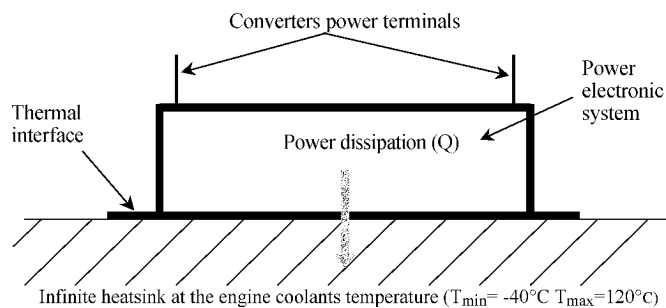 Converters power terminals
Power
electronic
system
Thermal
interface
Power dissipation (Q)
Infinite heatsink at the engine coolants temperature (Tmin= -40°C Tmax=120°C)